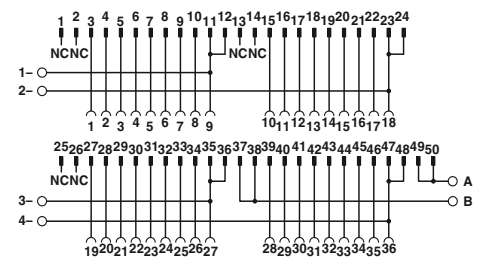 1 2 3 4 5 6 7 8 9 10 11 12 13 14 15 16 17 18 19 20 21 22 23 24
NC NC NC NC
1–
2–
1 2 3 4 5 6 7 8 9 10 11 12 13 14 15 16 17 18
25 26 27 28 29 30 31 32 33 34 35 36 37 38 39 40 41 42 43 44 45 46 47 48 49 50
NC NC
A
3–
B
4–
19 20 21 22 23 24 25 26 27 28 29 30 31 32 33 34 35 36